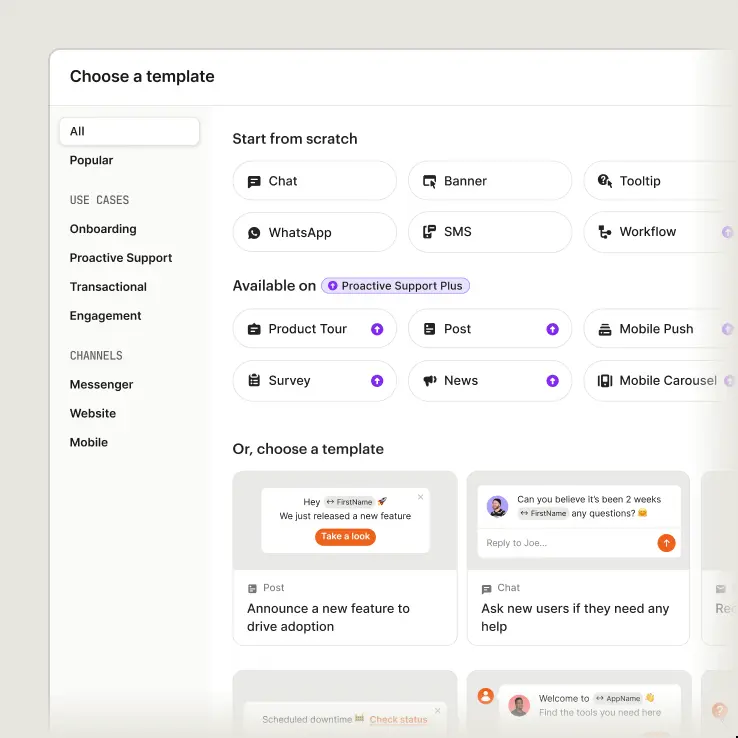 Choose a template
All
Popular
USE CASES
Onboarding
Proactive Support
Transactional
Engagement
CHANNELS
Messenger
Website
Mobile
Start from scratch
Chat
Banner
Tooltip
WhatsApp
SMS
Workflow
Available on Proactive Support Plus
Product Tour
Post
Mobile Push
Survey
News
Mobile Carousel
Or, choose a template
Hey FirstName 🚀
We just released a new feature
Take a look
Post
Announce a new feature to
drive adoption
Can you believe it's been 2 weeks
FirstName any questions? 😊
Reply to Joe...
Chat
Ask new users if they need any
help
Scheduled downtime 🚧 Check status
Welcome to AppName 👋
Find the tools you need here